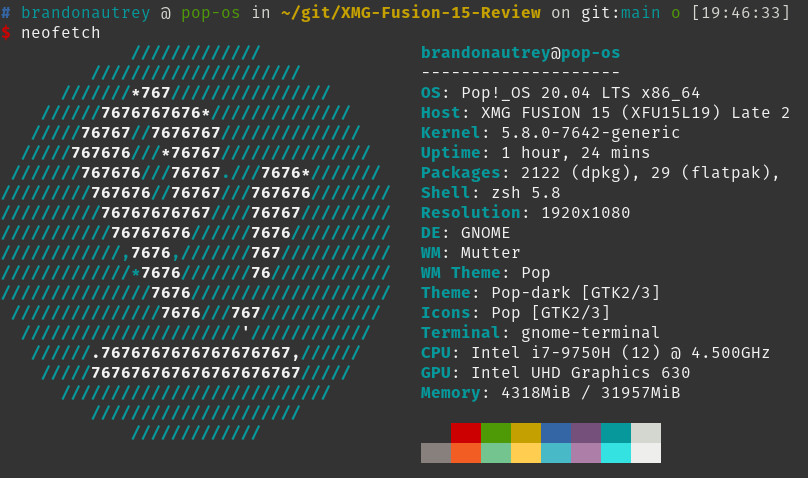 # brandonautrey @ pop-os in ~/git/XMG-Fusion-15-Review on git:main o [19:46:33]
$ neofetch
             /////////////                brandonautrey@pop-os
         /////////////////////            --------------------
      ///////*767////////////////         OS: Pop!_OS 20.04 LTS x86_64
    //////7676767676*//////////////       Host: XMG FUSION 15 (XFU15L19) Late 2
   /////76767//7676767//////////////      Kernel: 5.8.0-7642-generic
  /////767676///*76767///////////////     Uptime: 1 hour, 24 mins
 ///////767676///76767.///7676*///////    Packages: 2122 (dpkg), 29 (flatpak),
/////////767676//76767///767676////////   Shell: zsh 5.8
//////////76767676767////76767/////////   Resolution: 1920x1080
///////////76767676//////7676//////////   DE: GNOME
////////////,7676,///////767///////////   WM: Mutter
/////////////*7676///////76////////////   WM Theme: Pop
///////////////7676////////////////////   Theme: Pop-dark [GTK2/3]
 ///////////////7676///767////////////    Icons: Pop [GTK2/3]
  //////////////////////'////////////     Terminal: gnome-terminal
   //////.7676767676767676767,//////      CPU: Intel i7-9750H (12) @ 4.500GHz
    /////767676767676767676767/////       GPU: Intel UHD Graphics 630
      ///////////////////////////         Memory: 4318MiB / 31957MiB
         /////////////////////
             /////////////